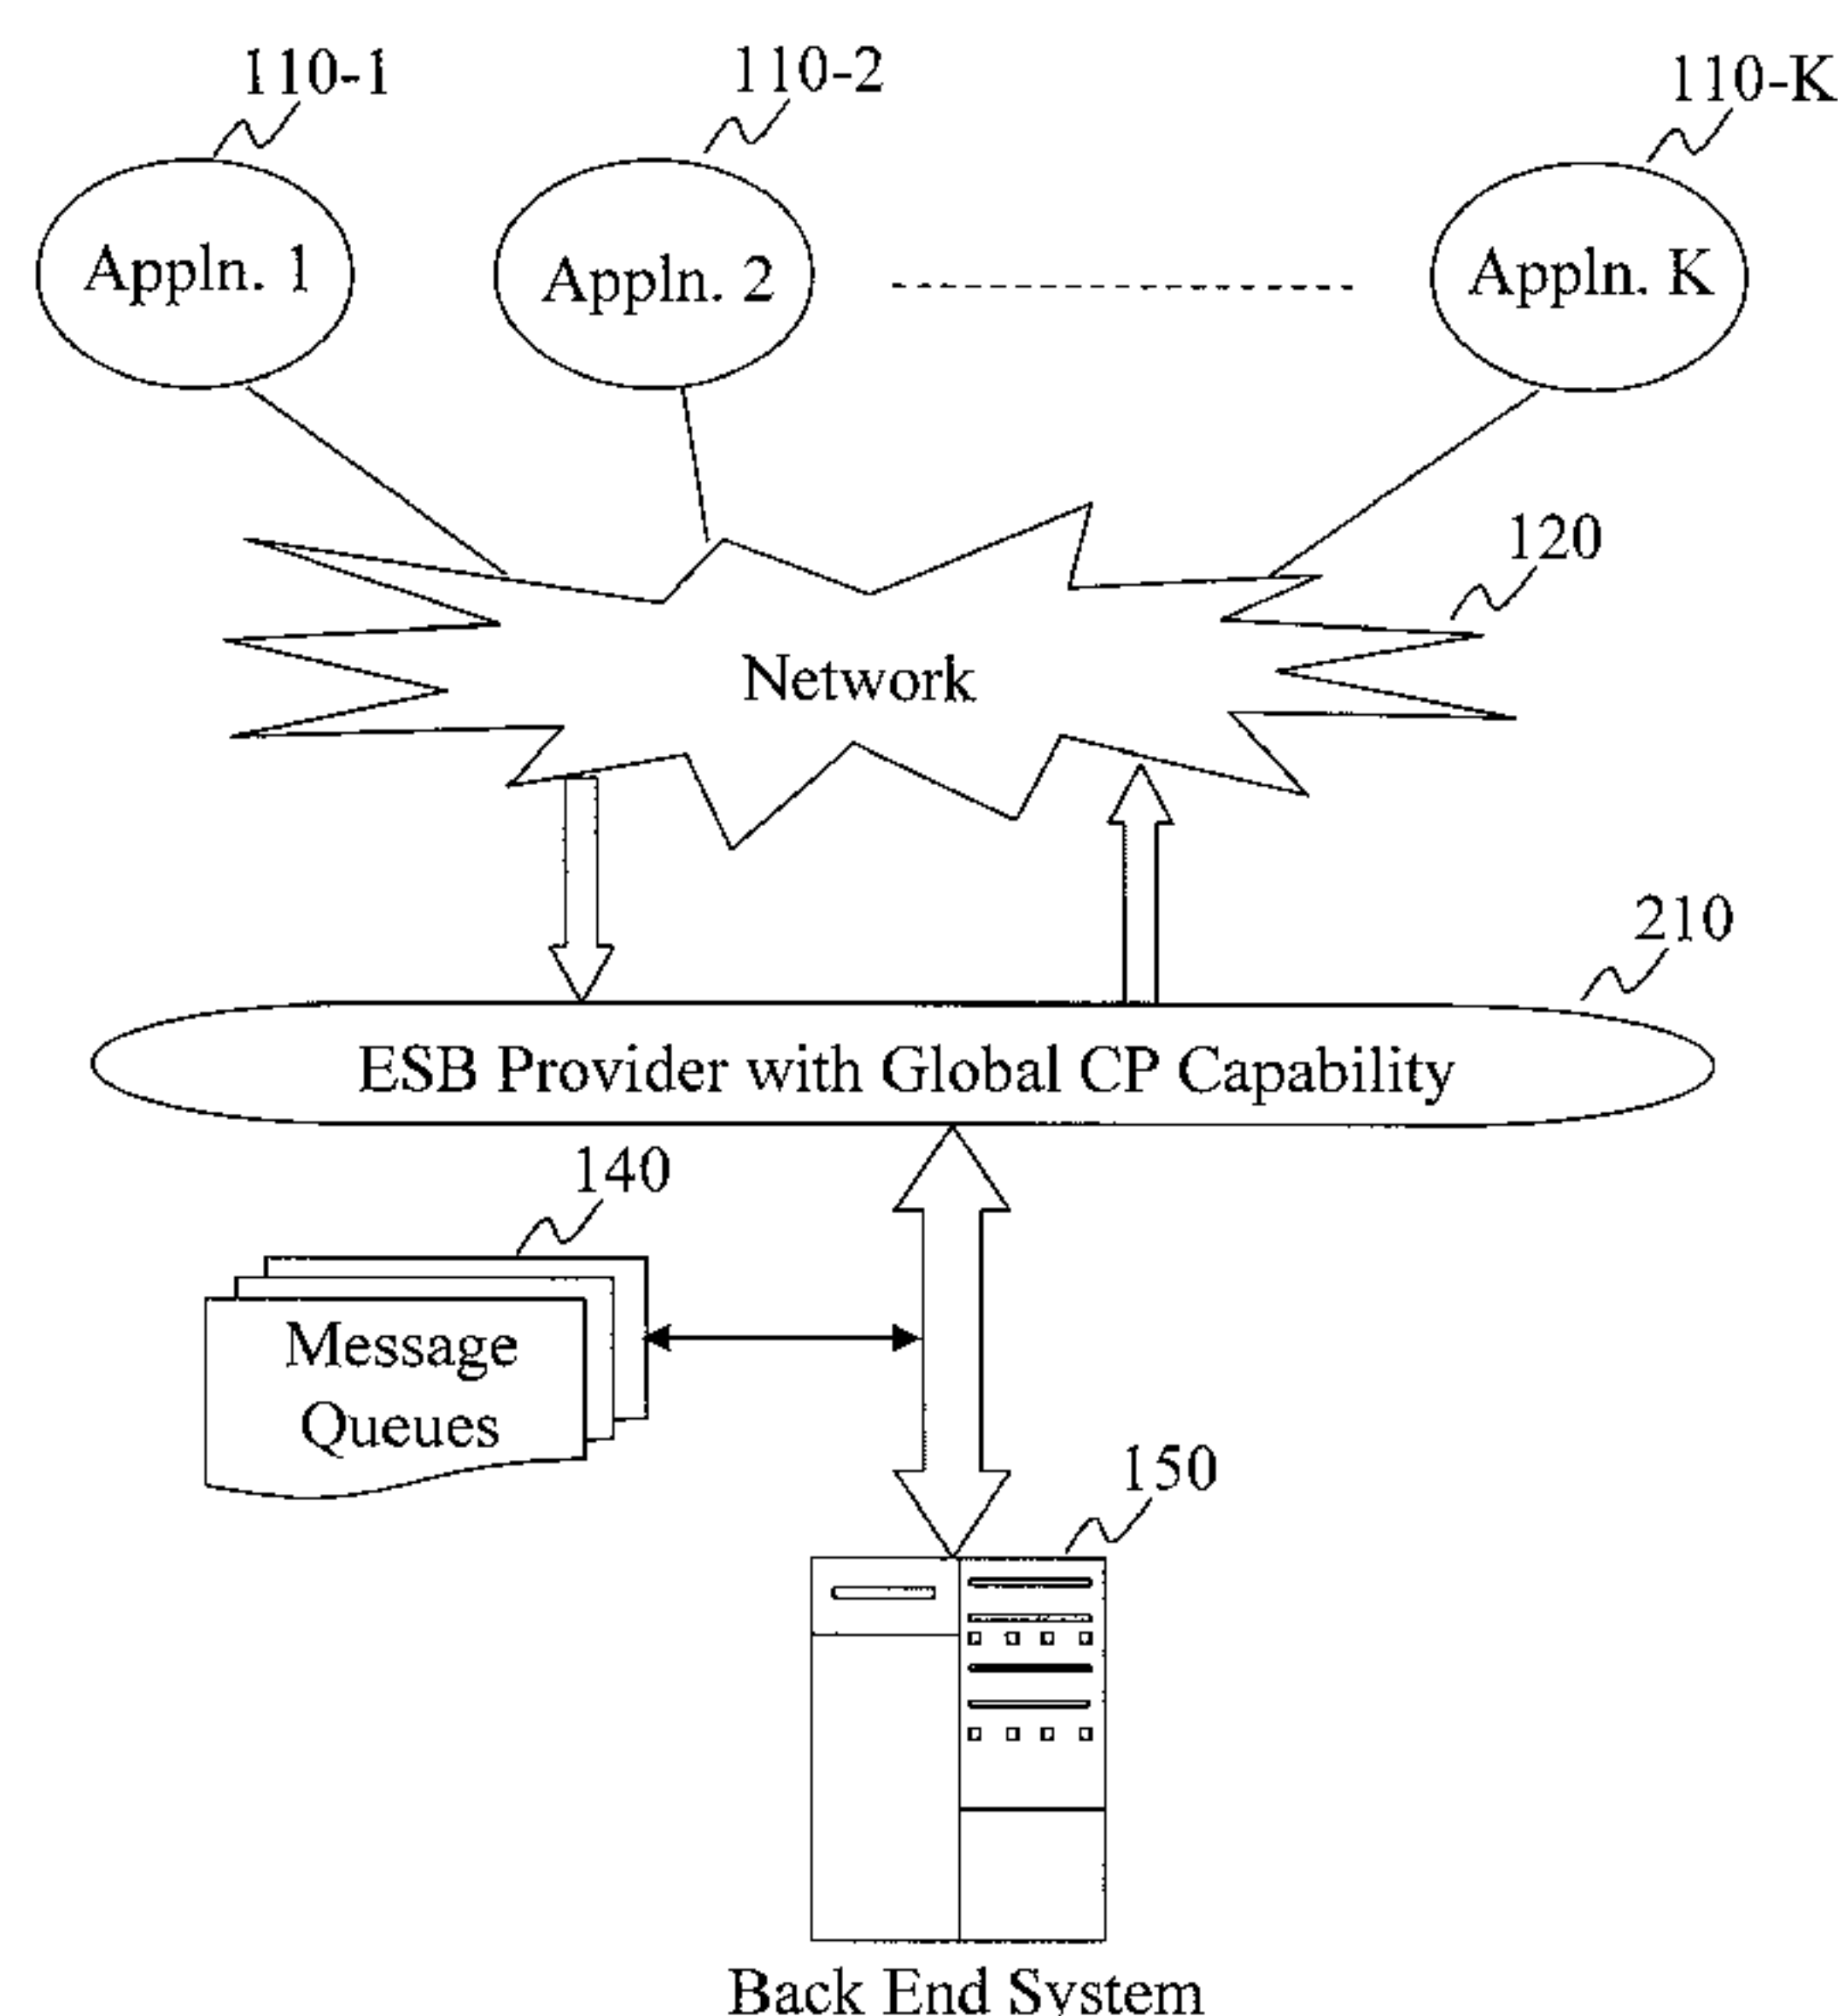 110-1
110-2
110-K
Appln. 1
Appln. 2
Appln. K
120
Network
210
ESB Provider with Global CP Capability
140
Message
Queues
150
Back End System